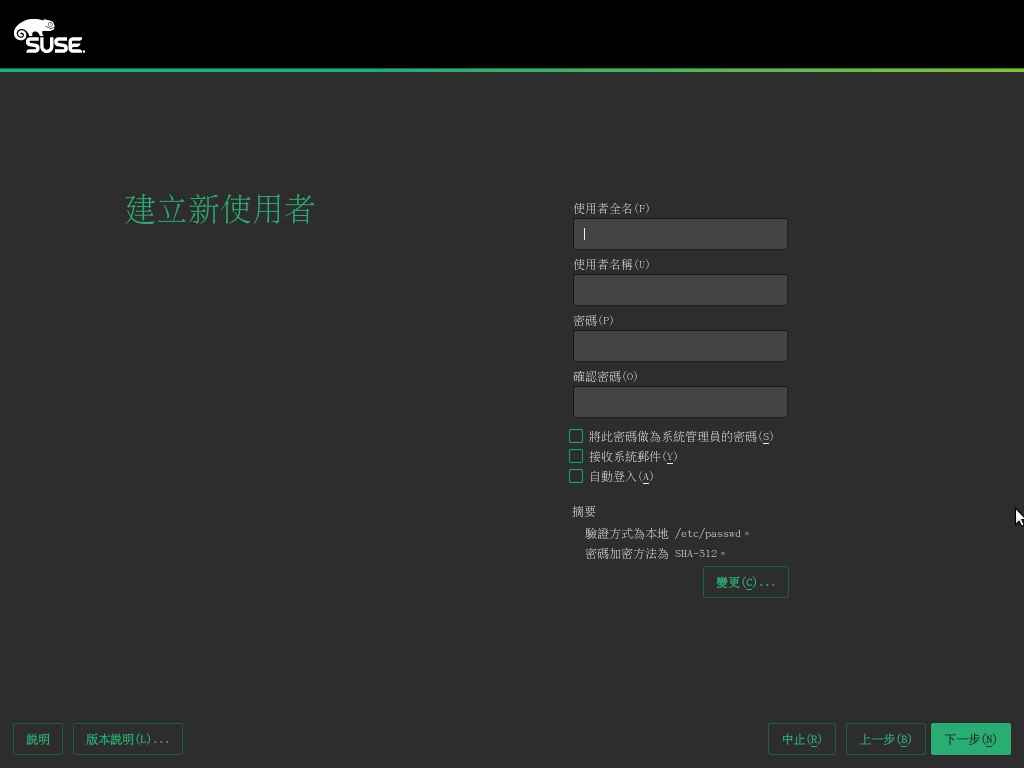 SUSE.
建立新使用者
使用者全名(F)
使用者名稱(U)
密碼(P)
確認密碼(O)
將此密碼做為系統管理員的密碼(S)
接收系統郵件(Y)
自動登入(A)
摘要
驗證方式為本地 /etc/passwd。
密碼加密方法為 SHA-512。
變更(C)...
說明 版本說明(L)... 中止(R) 上一步(B) 下一步(N)